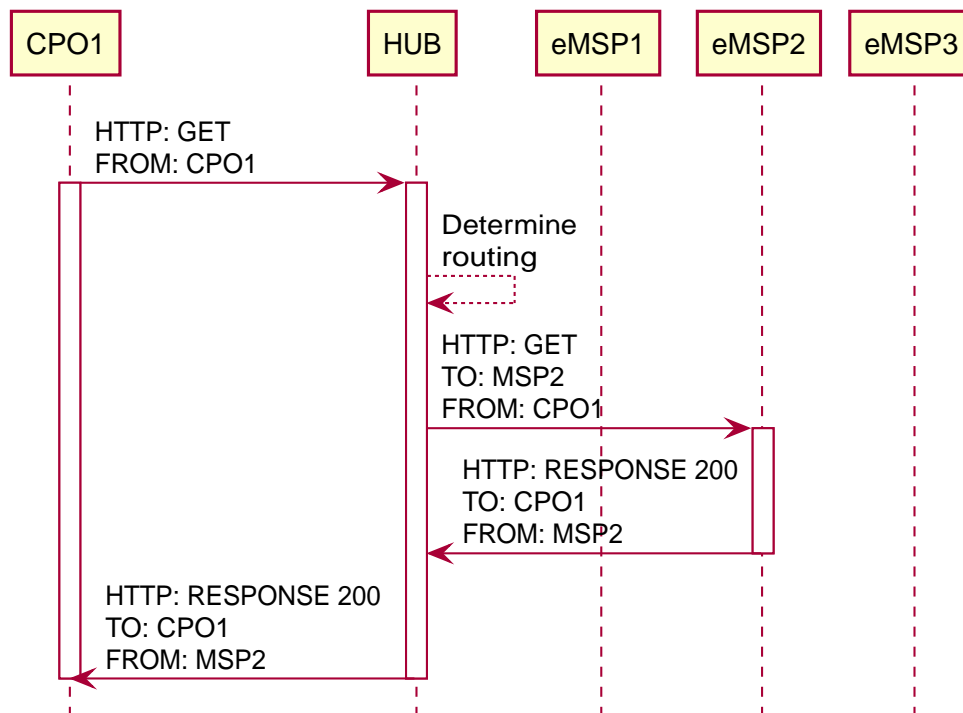 CPO1
HUB
eMSP1
eMSP2
eMSP3
HTTP: GET
FROM: CPO1
Determine
routing
HTTP: GET
TO: MSP2
FROM: CPO1
HTTP: RESPONSE 200
TO: CPO1
FROM: MSP2
HTTP: RESPONSE 200
TO: CPO1
FROM: MSP2